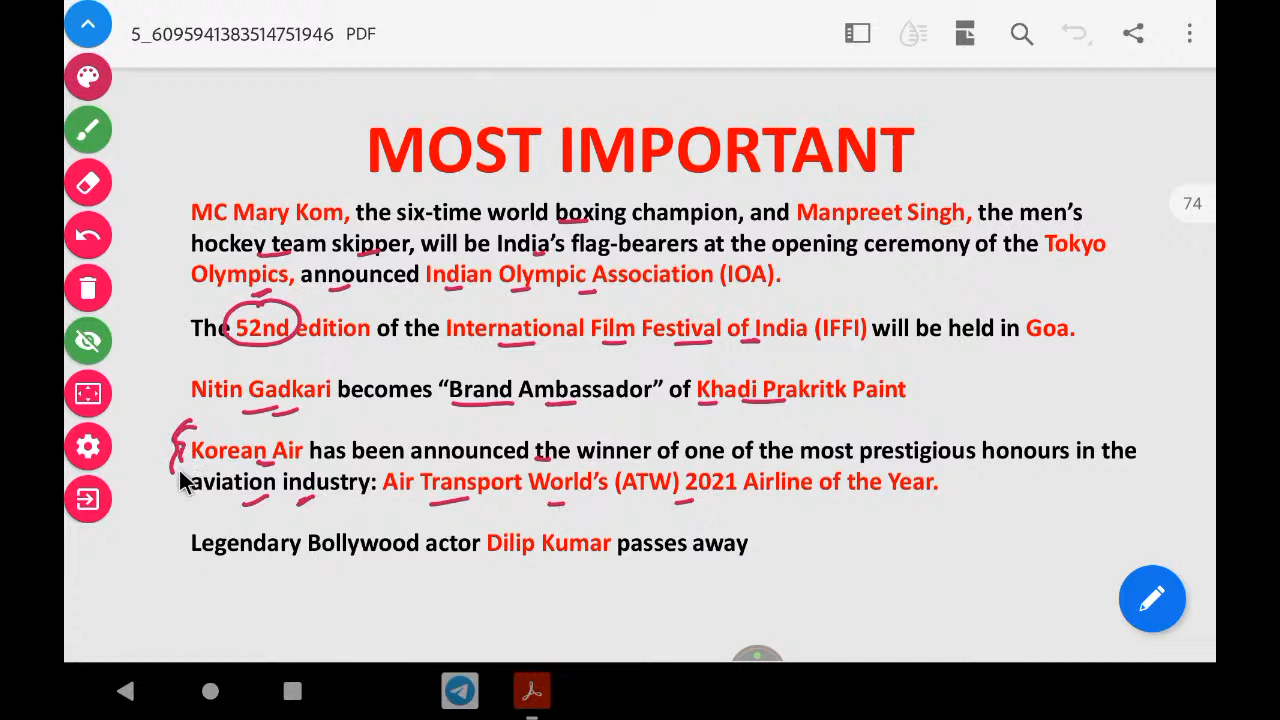 5_6095941383514751946 PDF
MOST IMPORTANT
74
MC Mary Kom, the six-time world boxing champion, and Manpreet Singh, the men's
hockey team skipper, will be India's flag-bearers at the opening ceremony of the Tokyo
Olympics, announced Indian Olympic Association (IOA).
The 52nd edition of the International Film Festival of India (IFFI) will be held in Goa.
Nitin Gadkari becomes “Brand Ambassador” of Khadi Prakritk Paint
Korean Air has been announced the winner of one of the most prestigious honours in the
aviation industry: Air Transport World's (ATW) 2021 Airline of the Year.
Legendary Bollywood actor Dilip Kumar passes away